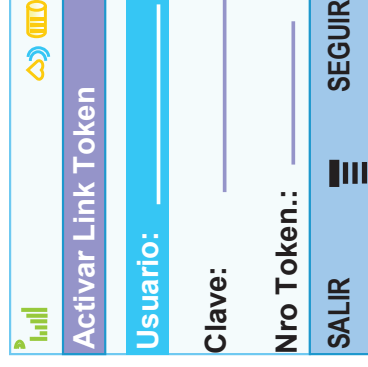 Activar Link Token
Usuario:
Clave:
Nro Token.:
SALIR SEGUIR